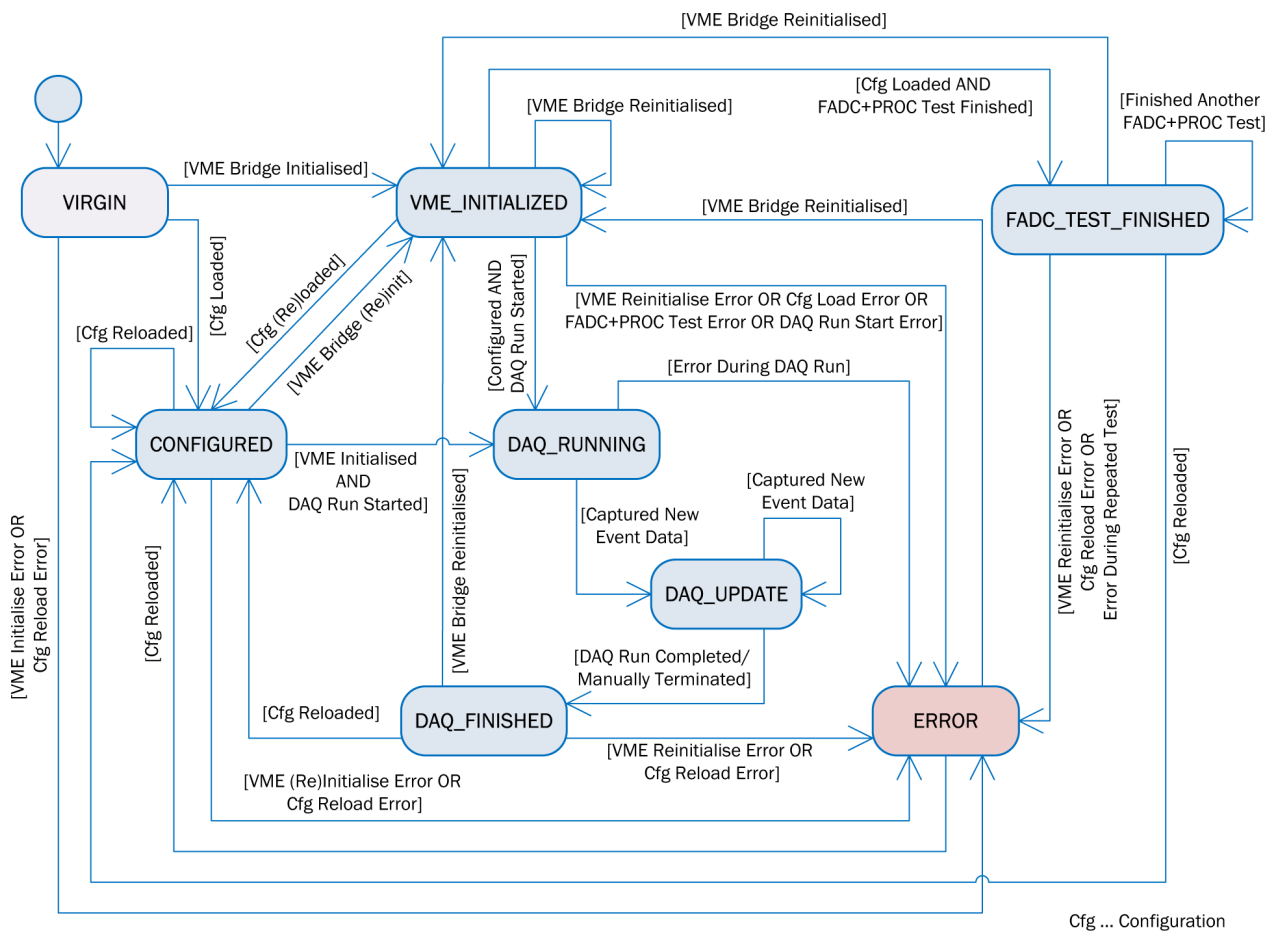 [VME Bridge Reinitialised]
[Cfg Loaded AND
FADC+PROC Test Finished]
[VME Bridge Reinitialised]
[Finished Another
FADC+PROC Test]
[VME Bridge Initialised]
VIRGIN
VME_INITIALIZED
[VME Bridge Reinitialised]
FADC_TEST_FINISHED
[Cfg Loaded]
[Cfg (Re)loaded]
[VME Bridge (Re)init]
[Configured AND
DAQ Run Started]
[VME Reinitialise Error OR Cfg Load Error OR
FADC+PROC Test Error OR DAQ Run Start Error]
[Cfg Reloaded]
[Error During DAQ Run]
CONFIGURED
DAQ_RUNNING
[VME Initialised
AND
DAQ Run Started]
[VME Reinitialise Error OR
Cfg Reload Error OR
Error During Repeated Test]
[Cfg Reloaded]
[Captured New
Event Data]
[Captured New
Event Data]
[VME Initialise Error OR
Cfg Reload Error]
[Cfg Reloaded]
[VME Bridge Reinitialised]
DAQ_UPDATE
[DAQ Run Completed/
Manually Terminated]
[Cfg Reloaded]
DAQ_FINISHED
ERROR
[VME Reinitialise Error OR
Cfg Reload Error]
[VME (Re)Initialise Error OR
Cfg Reload Error]
Cfg ... Configuration